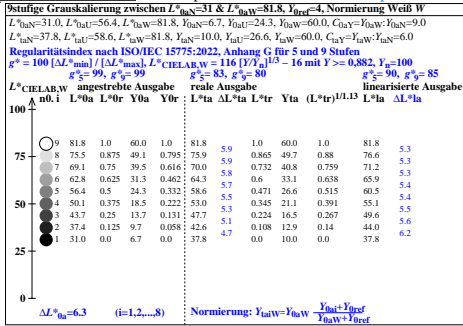 9stufige Grauskalierung zwischen L*0aN=31 & L*0aW=81.8, Y0ref=4, Normierung Weiß W
L*0aN=31.0, L*0aU=56.4, L*0aW=81.8, Y0aN=6.7, Y0aU=24.3, Y0aW=60.0, C0aY=Y0aW:Y0aN=9.0
L*taN=37.8, L*taU=58.6, L*taW=81.8, YtaN=10.0, YtaU=26.6, YtaW=60.0, CtaY=YtaW:YtaN=6.0
Regularitätsindex nach ISO/IEC 15775:2022, Anhang G für 5 und 9 Stufen
g* = 100 [ΔL*min] / [ΔL*max], L*CIELAB,W = 116 [Y/Yn]1/3 – 16 mit Y >= 0,882, Yn=100
g*5= 99, g*9= 99 g*5= 83, g*9= 80 g*5= 90, g*9= 85
L*CIELAB,W angestrebte Ausgabe reale Ausgabe linearisierte Ausgabe
n0. i L*0a L*0r Y0a Y0r L*ta ΔL*ta L*tr Yta (L*tr)1/1.13 L*la ΔL*la
100
9 81.8 1.0 60.0 1.0 81.8 1.0 60.0 1.0 81.8
5.9 5.3
8 75.5 0.875 49.1 0.795 75.9 0.865 49.7 0.88 76.6
75
5.9 5.3
7 69.1 0.75 39.5 0.616 70.0 0.732 40.8 0.759 71.2
5.8 5.3
6 62.8 0.625 31.3 0.462 64.3 0.6 33.1 0.638 65.9
5.7 5.3
5 56.4 0.5 24.3 0.332 58.6 0.471 26.6 0.515 60.5
5.5 5.4
50
4 50.1 0.375 18.5 0.222 53.0 0.345 21.1 0.391 55.1
5.3 5.4
3 43.7 0.25 13.7 0.131 47.7 0.224 16.5 0.267 49.6
5.1 5.6
2 37.4 0.125 9.7 0.058 42.6 0.108 12.9 0.14 44.0
4.7 6.2
1 31.0 0.0 6.7 0.0 37.8 0.0 10.0 0.0 37.8
25
0
ΔL*0a=6.3 (i=1,2,...,8) Normierung: YtaiW=Y0aW Y0ai+Y0ref
Y0aW+Y0ref